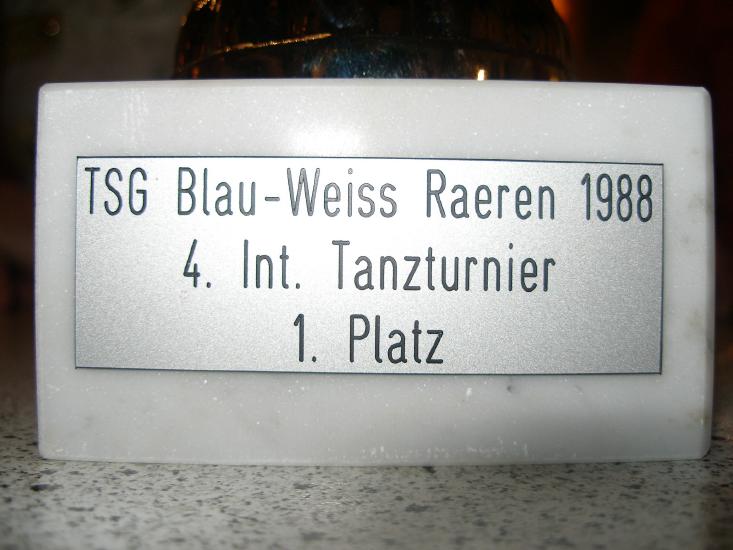 TSG Blau-Weiss Raeren 1988
4. Int. Tanzturnier
1. Platz